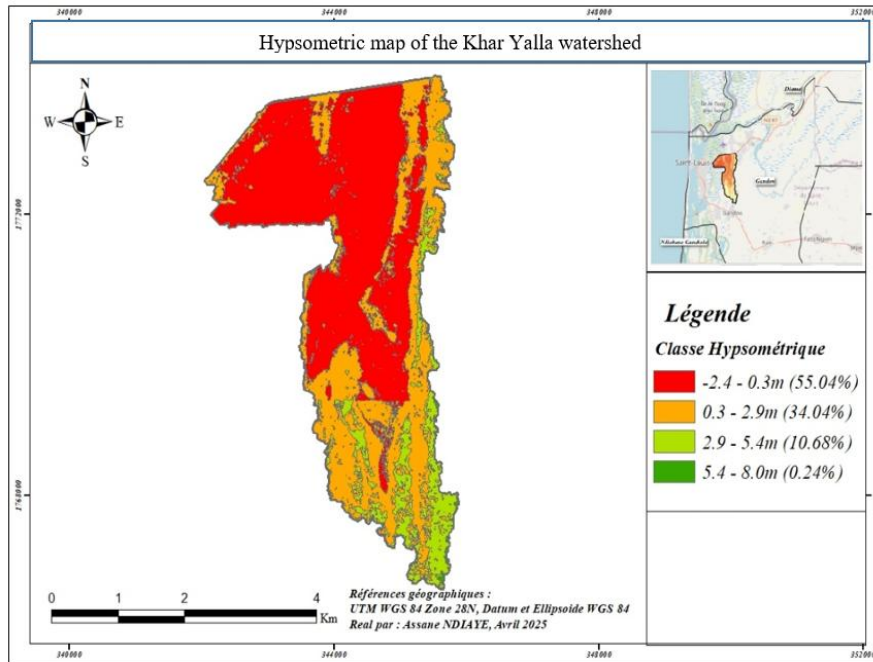 340000 344000 348000 352000
Hypsometric map of the Khar Yalla watershed
N
W E
S
1772000
1768000
1772000
1768000
Saint-Louis
Gandon
Légende
Classe Hypsométrique
-2.4 - 0.3m (55.04%)
0.3 - 2.9m (34.04%)
2.9 - 5.4m (10.68%)
5.4 - 8.0m (0.24%)
0 1 2 4
Km
Références géographiques :
UTM WGS 84 Zone 28N, Datum et Ellipsoide WGS 84
Real par : Assane NDIAYE, Avril 2025
340000 344000 348000 352000